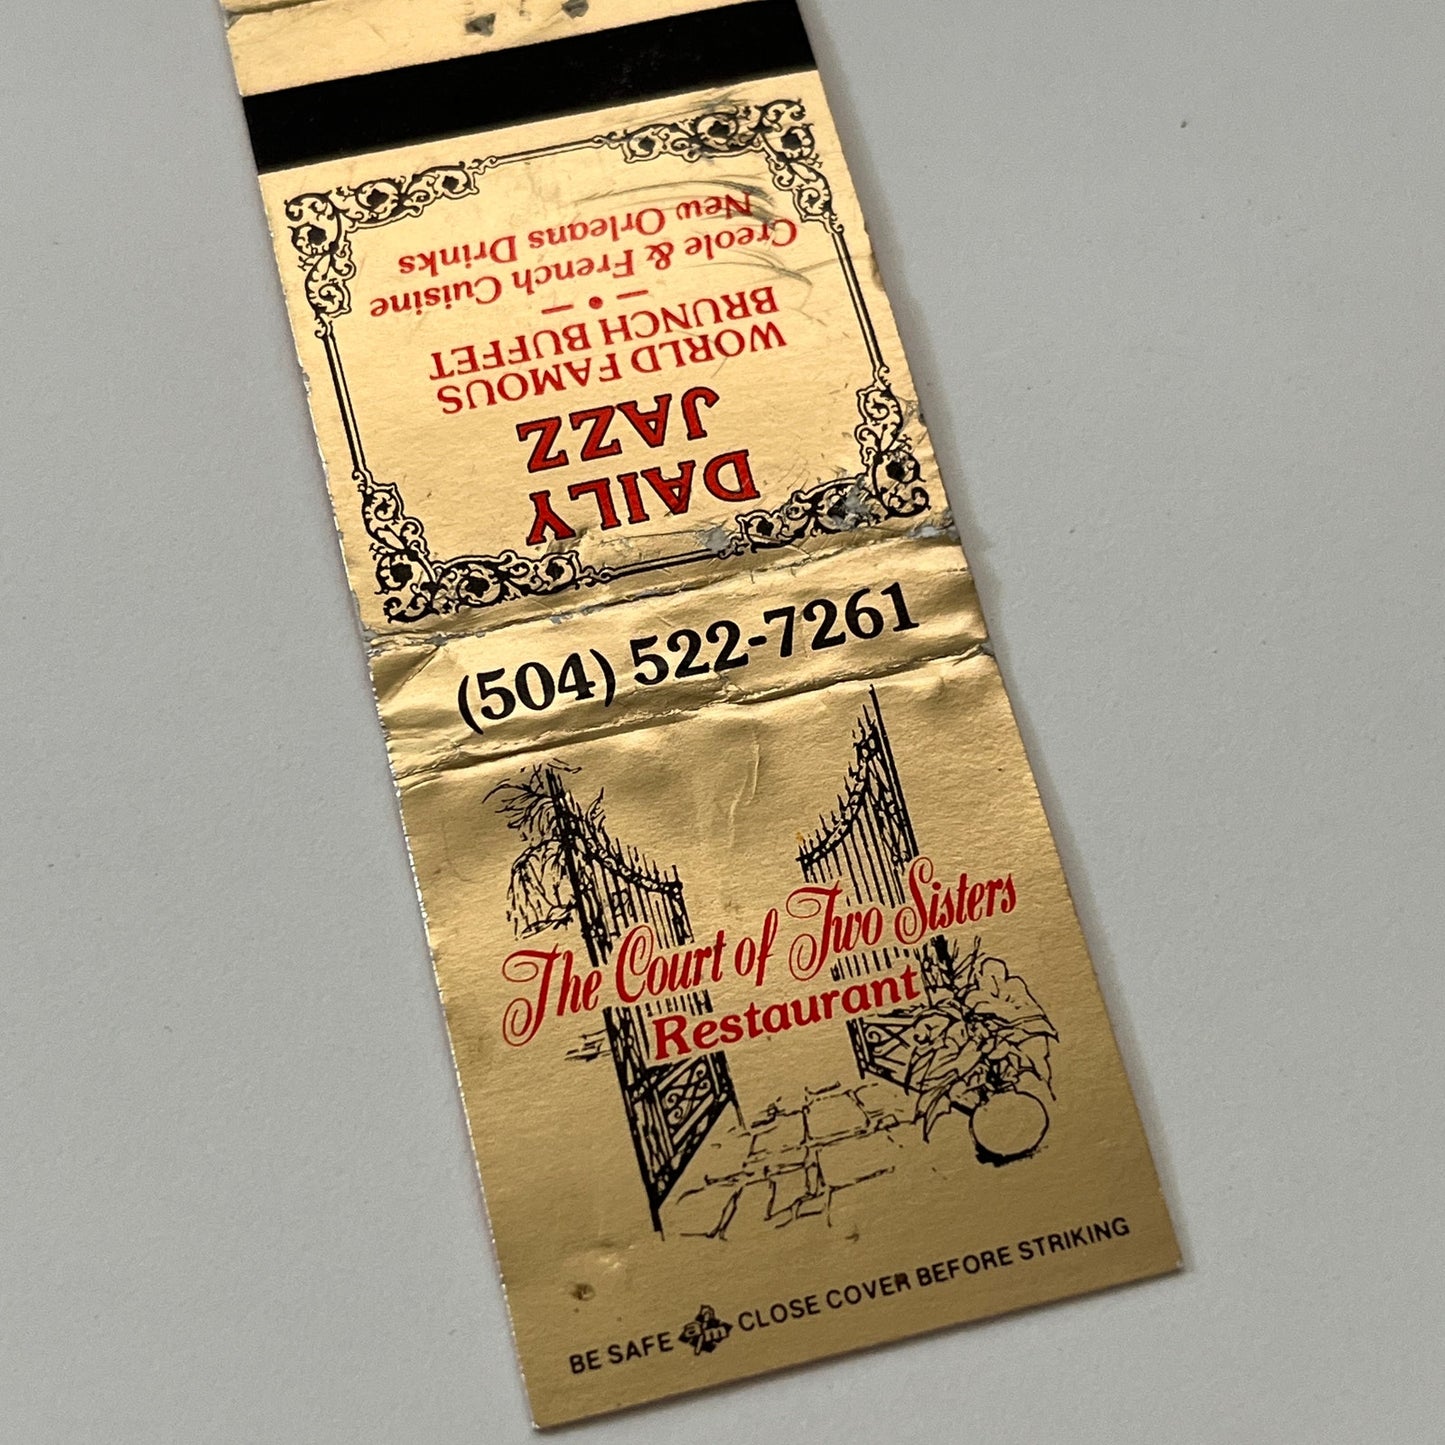 DAILY
JAZZ
WORLD FAMOUS
BRUNCH BUFFET
Creole & French Cuisine
New Orleans Drinks
(504) 522-7261
The Court of Two Sisters
Restaurant
BE SAFE a/m CLOSE COVER BEFORE STRIKING